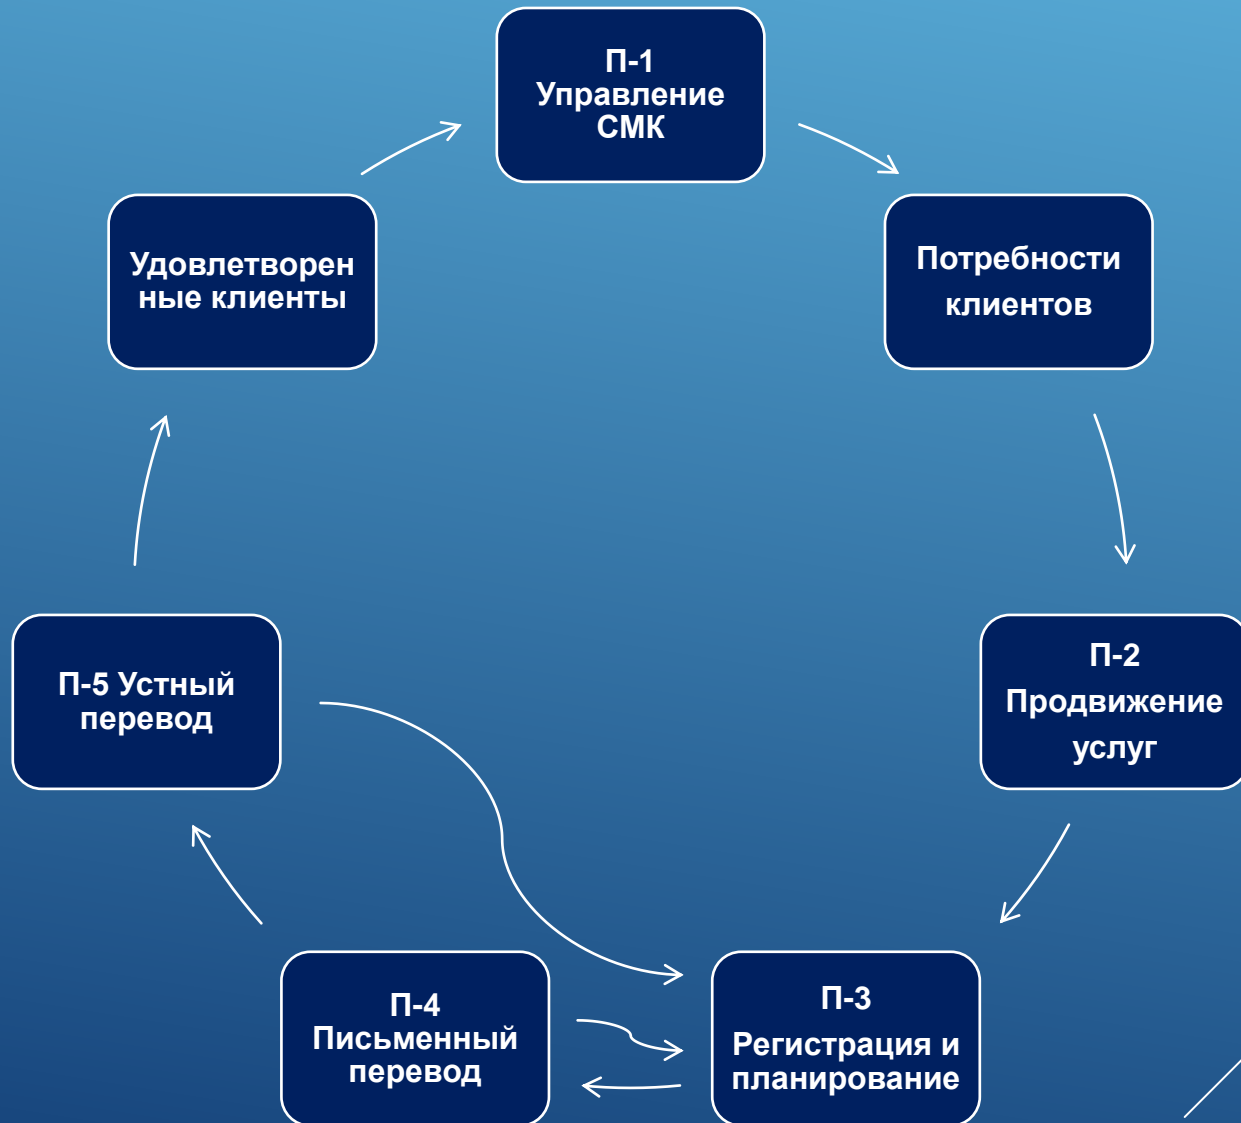 П-1
Управление
СМК
Удовлетворен
ные клиенты
Потребности
клиентов
П-5 Устный
перевод
П-2
Продвижение
услуг
П-4
Письменный
перевод
П-3
Регистрация и
планирование